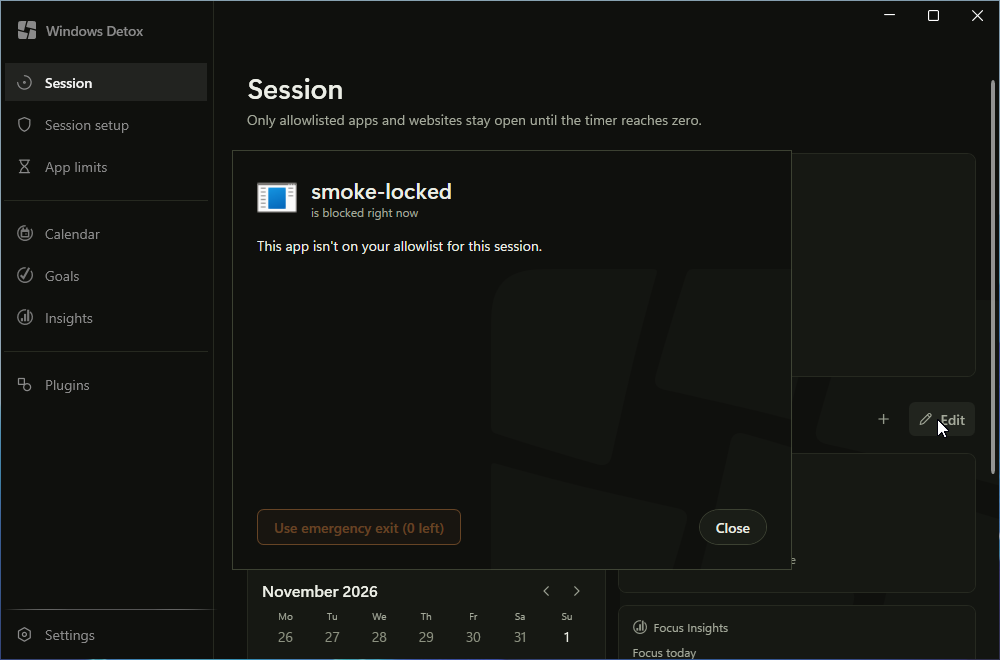 Windows Detox
Session
Session setup
App limits
Calendar
Goals
Insights
Plugins
Settings
Session
Only allowlisted apps and websites stay open until the timer reaches zero.
smoke-locked
is blocked right now
This app isn't on your allowlist for this session.
Use emergency exit (0 left)
Close
Edit
November 2026
Mo Tu We Th Fr Sa Su
26 27 28 29 30 31 1
Focus Insights
Focus today